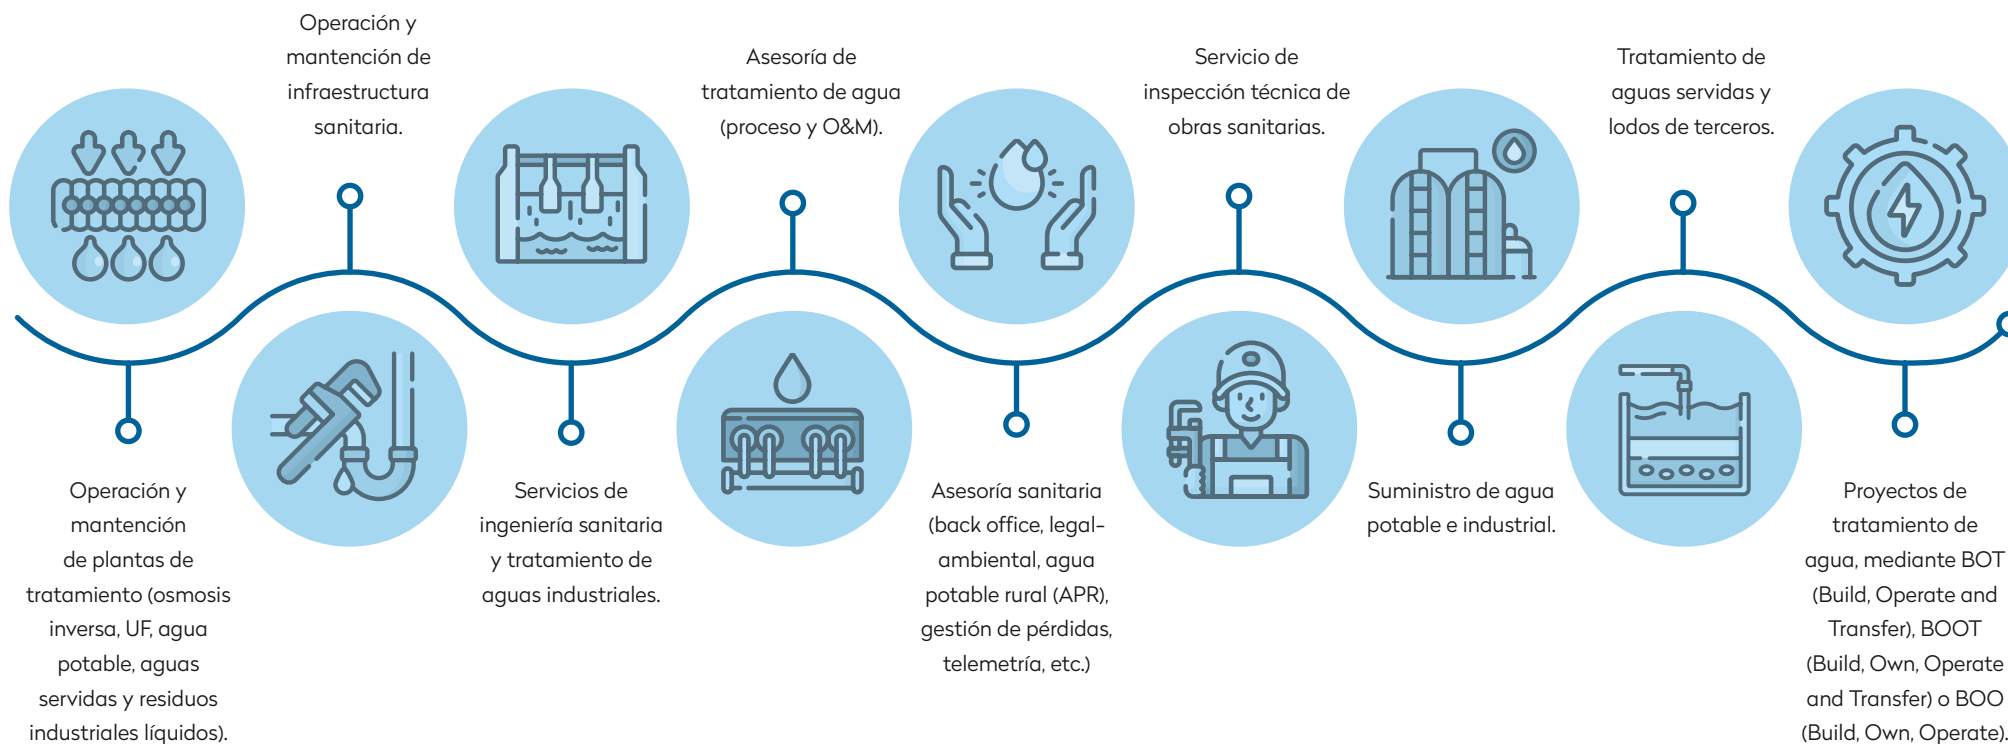 Operación y
mantención
de plantas de
tratamiento (osmosis
inversa, UF, agua
potable, aguas
servidas y residuos
industriales líquidos).
Operación y
mantención de
infraestructura
sanitaria.
Servicios de
ingeniería sanitaria
y tratamiento de
aguas industriales.
Asesoría de
tratamiento de agua
(proceso y O&M).
Asesoría sanitaria
(back office, legal-
ambiental, agua
potable rural (APR),
gestión de pérdidas,
telemetría, etc.)
Servicio de
inspección técnica de
obras sanitarias.
Suministro de agua
potable e industrial.
Tratamiento de
aguas servidas y
lodos de terceros.
Proyectos de
tratamiento de
agua, mediante BOT
(Build, Operate and
Transfer), BOOT
(Build, Own, Operate
and Transfer) o BOO
(Build, Own, Operate).